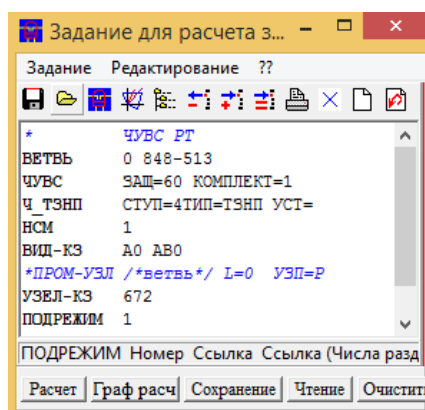 Задание для расчета з...
Задание Редактирование ??
* ЧУВС РТ
ВЕТВЬ 0 848-513
ЧУВС ЗАЩ=60 КОМПЛЕКТ=1
Ч_ТЗНП СТУП=4ТИП=ТЗНП УСТ=
НСМ 1
ВИД-КЗ А0 АВ0
*ПРОМ-УЗЛ /*ветвь*/ L=0 УЗП=Р
УЗЕЛ-КЗ 672
ПОДРЕЖИМ 1
ПОДРЕЖИМ Номер Ссылка Ссылка (Числа разд
Расчет Граф расч Сохранение Чтение Очистит